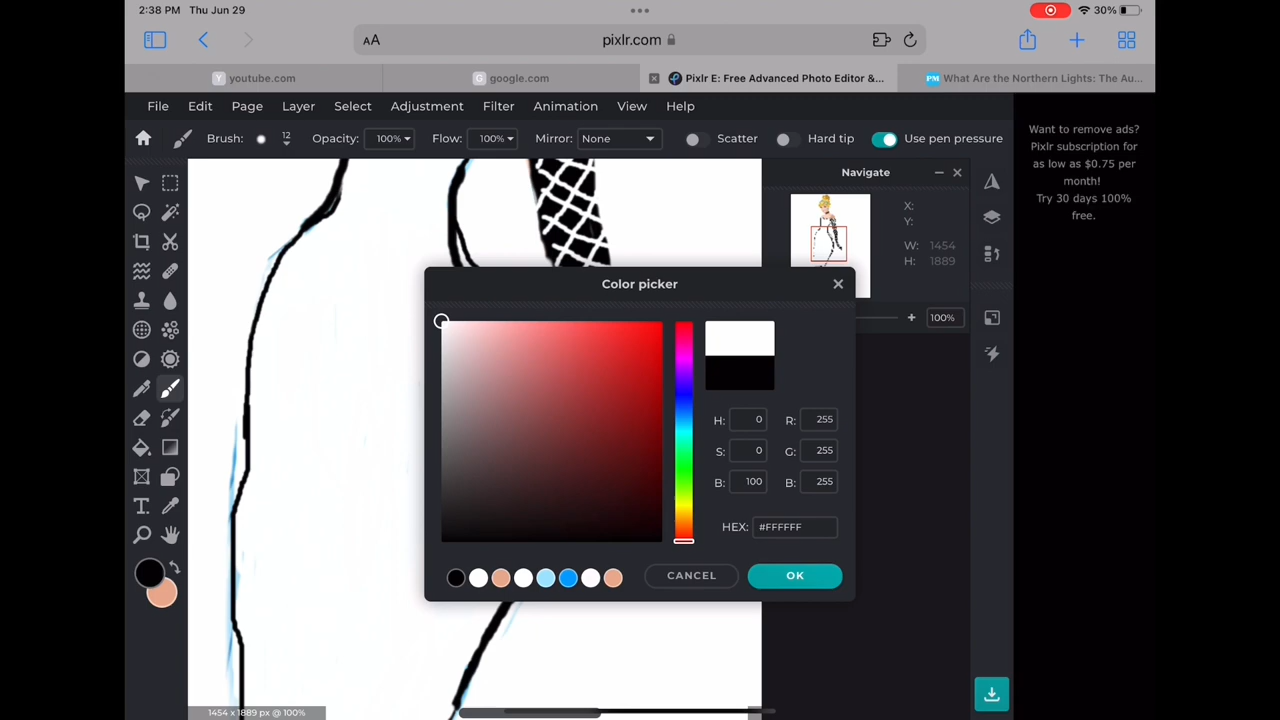 2:38 PM Thu Jun 29
30%
AA
pixlr.com
Y youtube.com
G google.com
Pixlr E: Free Advanced Photo Editor &...
PM What Are the Northern Lights: The Au...
File Edit Page Layer Select Adjustment Filter Animation View Help
Brush: 12 Opacity: 100% Flow: 100% Mirror: None Scatter Hard tip Use pen pressure
Want to remove ads?
Pixlr subscription for
as low as $0.75 per
month!
Try 30 days 100%
free.
Navigate
X:
Y:
W: 1454
H: 1889
100%
Color picker
H: 0 R: 255
S: 0 G: 255
B: 100 B: 255
HEX: #FFFFFF
CANCEL OK
T
1454 x 1889 px @ 100%